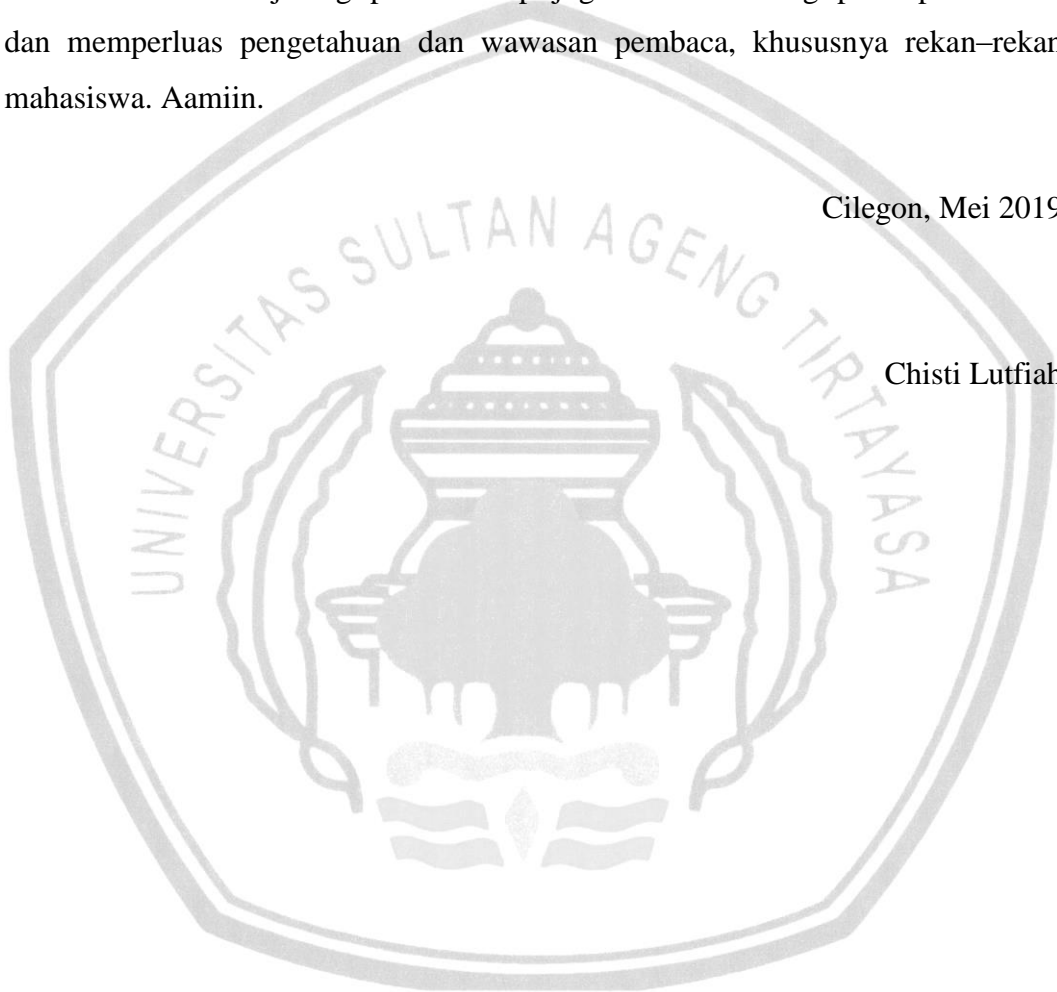 dan memperluas pengetahuan dan wawasan pembaca, khususnya rekan–rekan
mahasiswa. Aamiin.
Cilegon, Mei 2019
Chisti Lutfiah
UNIVERSITAS SULTAN AGENG TIRTAYASA